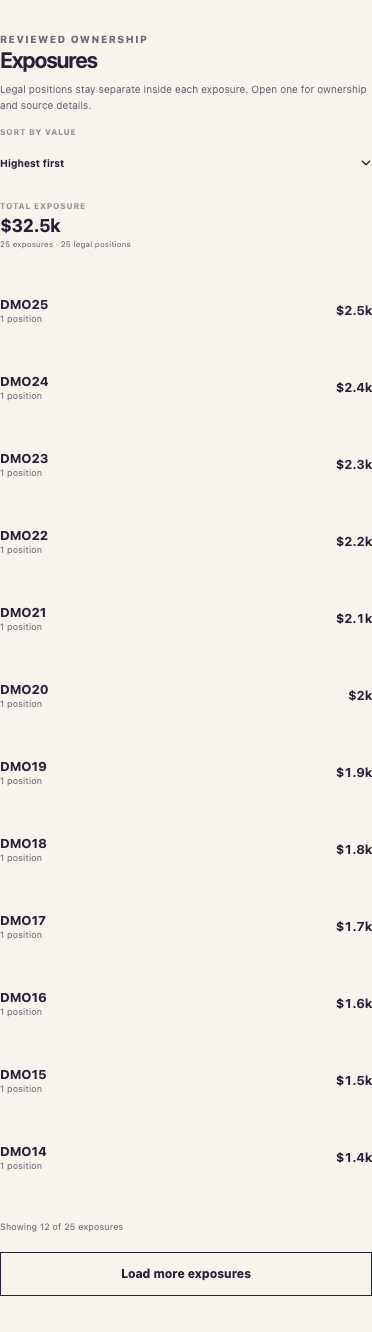 REVIEWED OWNERSHIP
Exposures
Legal positions stay separate inside each exposure. Open one for ownership
and source details.
SORT BY VALUE
Highest first
TOTAL EXPOSURE
$32.5k
25 exposures · 25 legal positions
DMO25
$2.5k
1 position
DMO24
$2.4k
1 position
DMO23
$2.3k
1 position
DMO22
$2.2k
1 position
DMO21
$2.1k
1 position
DMO20
$2k
1 position
DMO19
$1.9k
1 position
DMO18
$1.8k
1 position
DMO17
$1.7k
1 position
DMO16
$1.6k
1 position
DMO15
$1.5k
1 position
DMO14
$1.4k
1 position
Showing 12 of 25 exposures
Load more exposures